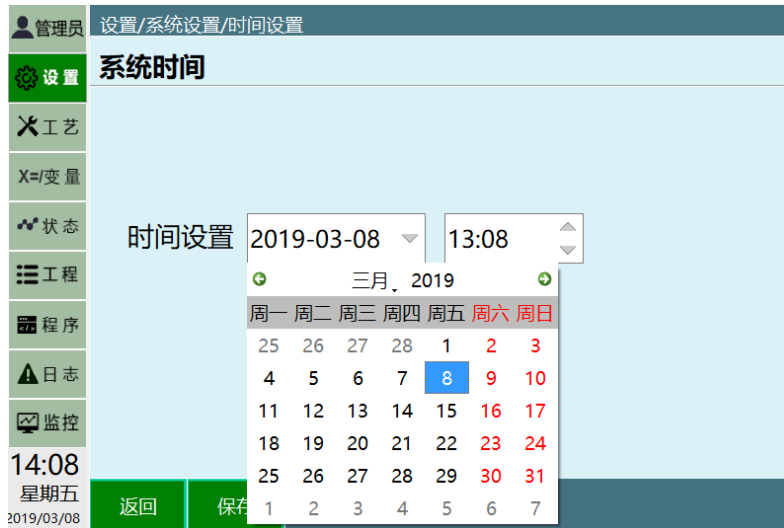 管理员
设置
工艺
X=/变量
状态
工程
程序
日志
监控
14:08
星期五
2019/03/08
设置/系统设置/时间设置
系统时间
时间设置 2019-03-08 13:08
三月, 2019
周一 周二 周三 周四 周五 周六 周日
25 26 27 28 1 2 3
4 5 6 7 8 9 10
11 12 13 14 15 16 17
18 19 20 21 22 23 24
25 26 27 28 29 30 31
1 2 3 4 5 6 7
返回 保存